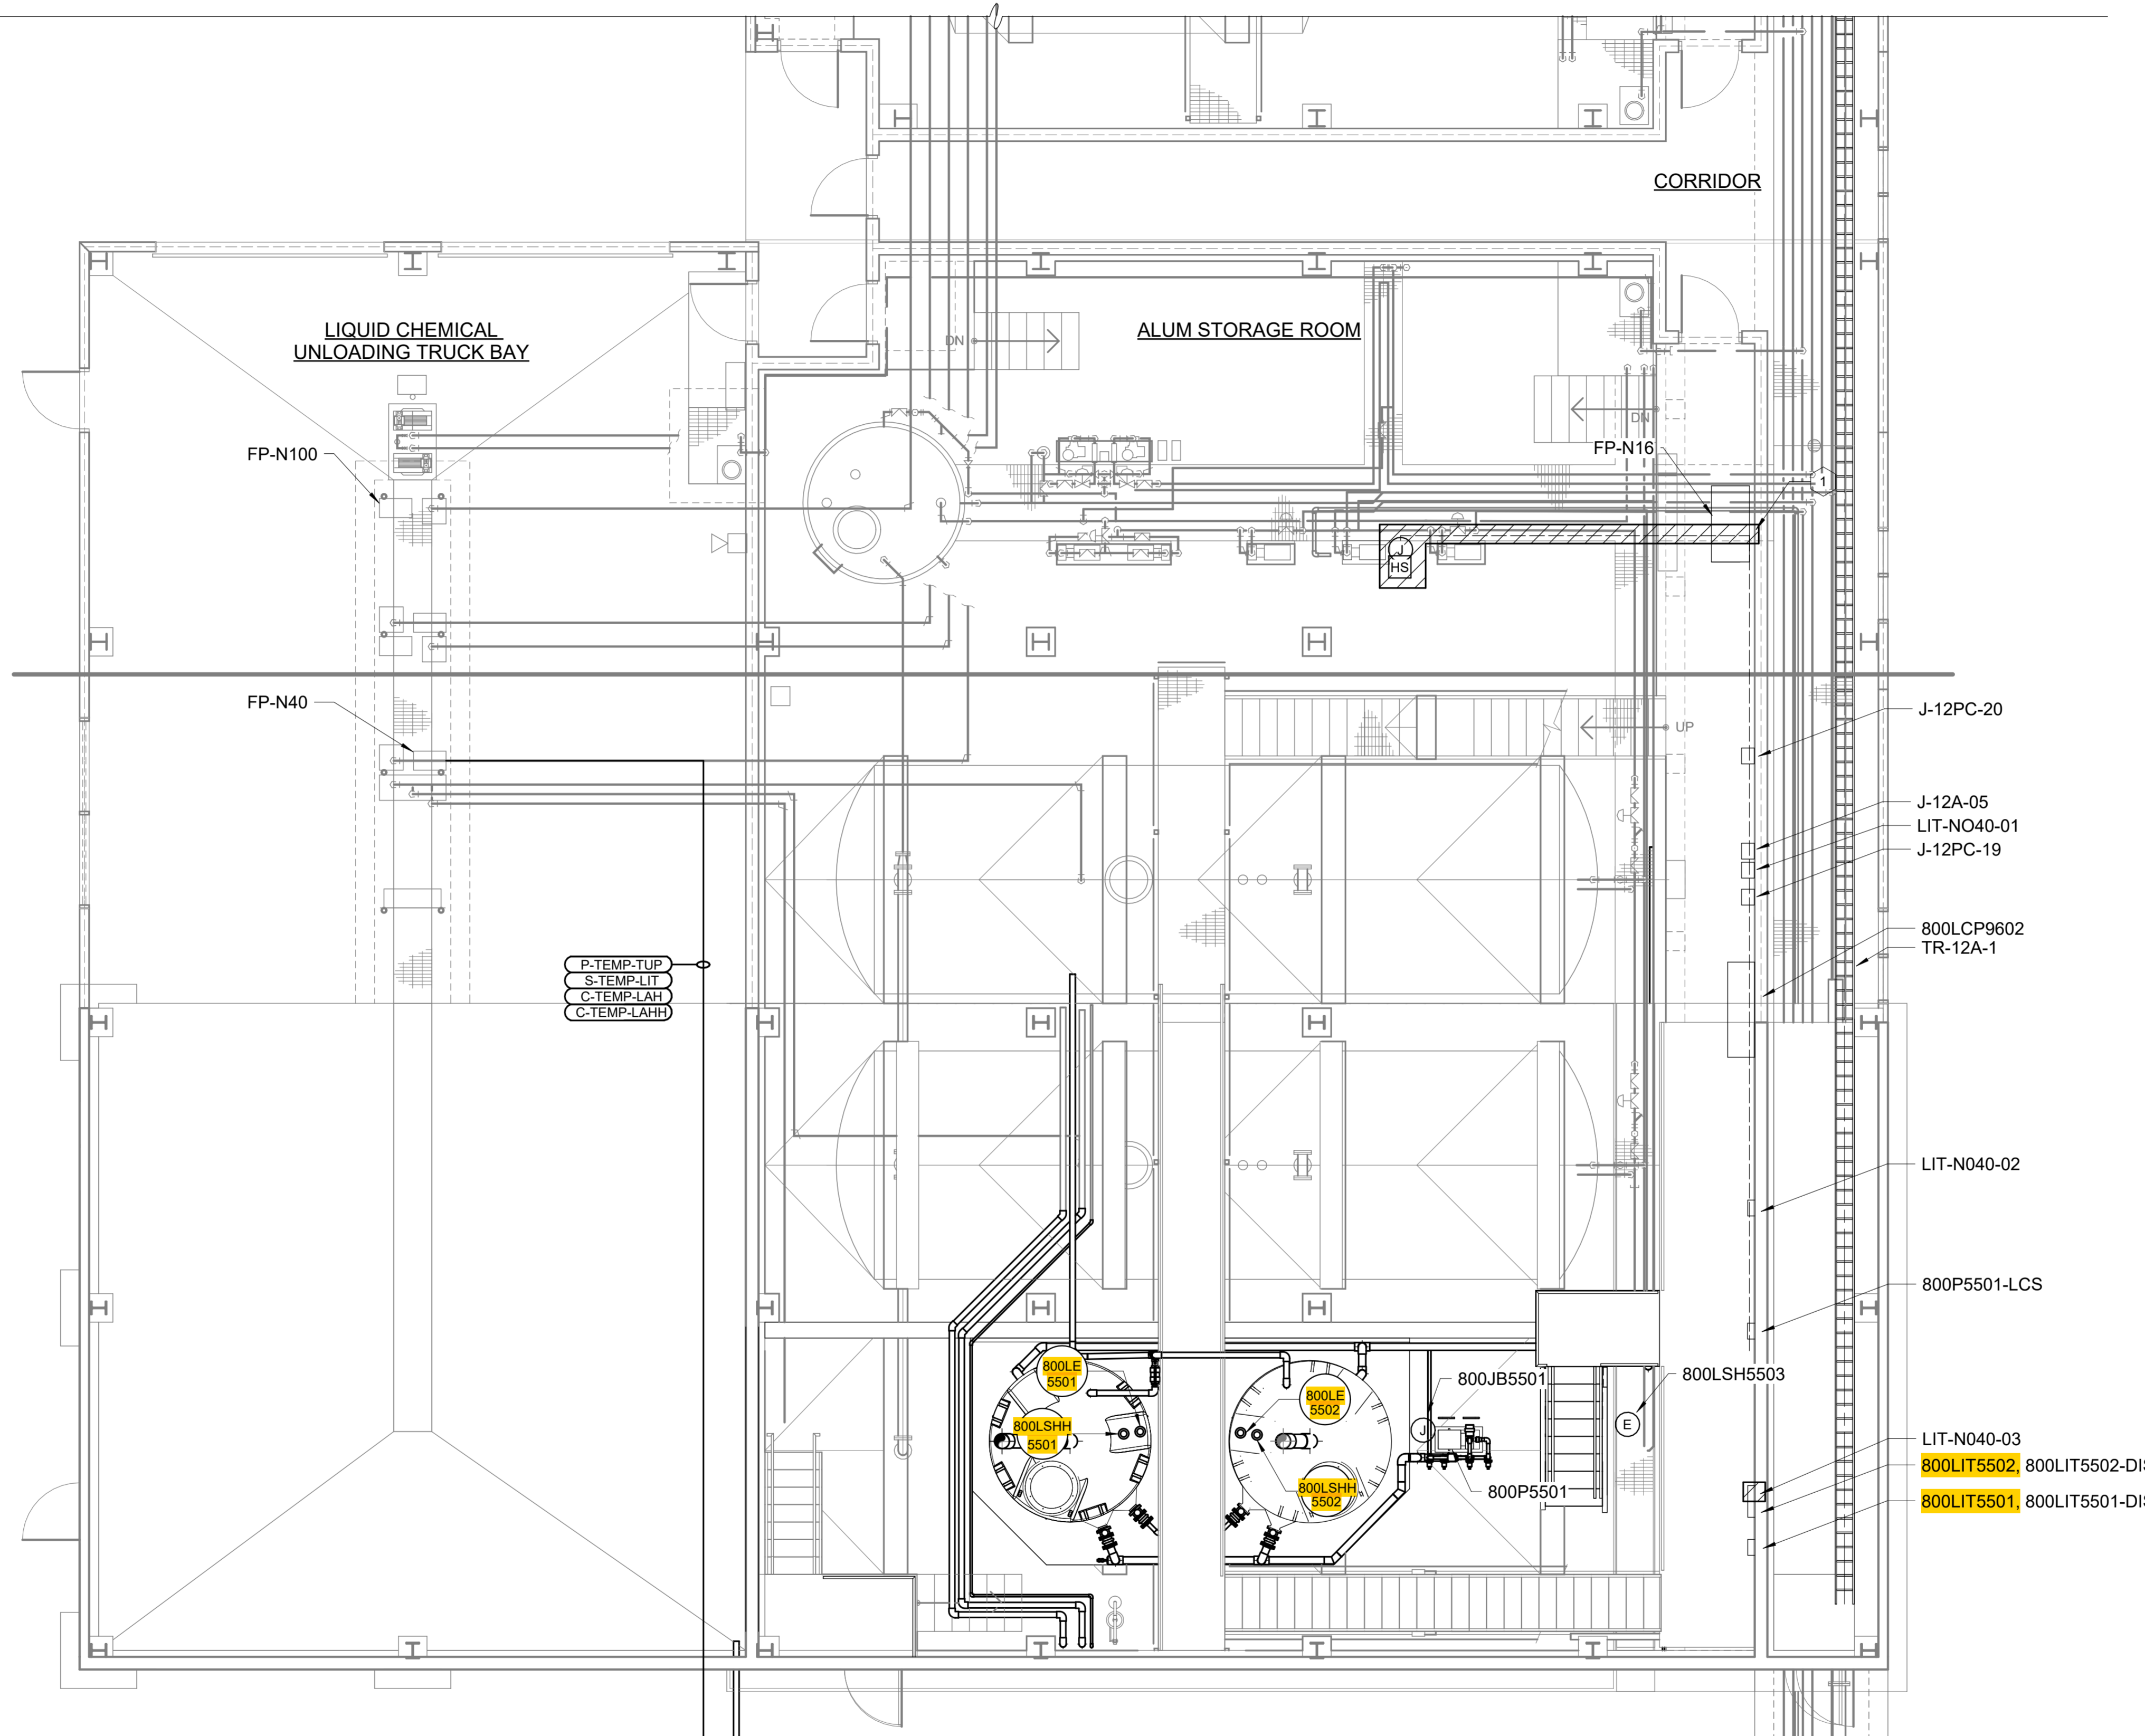 CORRIDOR
LIQUID CHEMICAL
UNLOADING TRUCK BAY
ALUM STORAGE ROOM
DN
DN
FP-N100
FP-N16
1
J
HS
FP-N40
UP
J-12PC-20
J-12A-05
LIT-NO40-01
J-12PC-19
800LCP9602
TR-12A-1
P-TEMP-TUP
S-TEMP-LIT
C-TEMP-LAH
C-TEMP-LAHH
LIT-N040-02
800P5501-LCS
800LE
5501
800LE
5502
800JB5501
800LSH5503
800LSHH
5501
J
E
LIT-N040-03
800LIT5502, 800LIT5502-DIS
800LSHH
5502
800P5501
800LIT5501, 800LIT5501-DIS